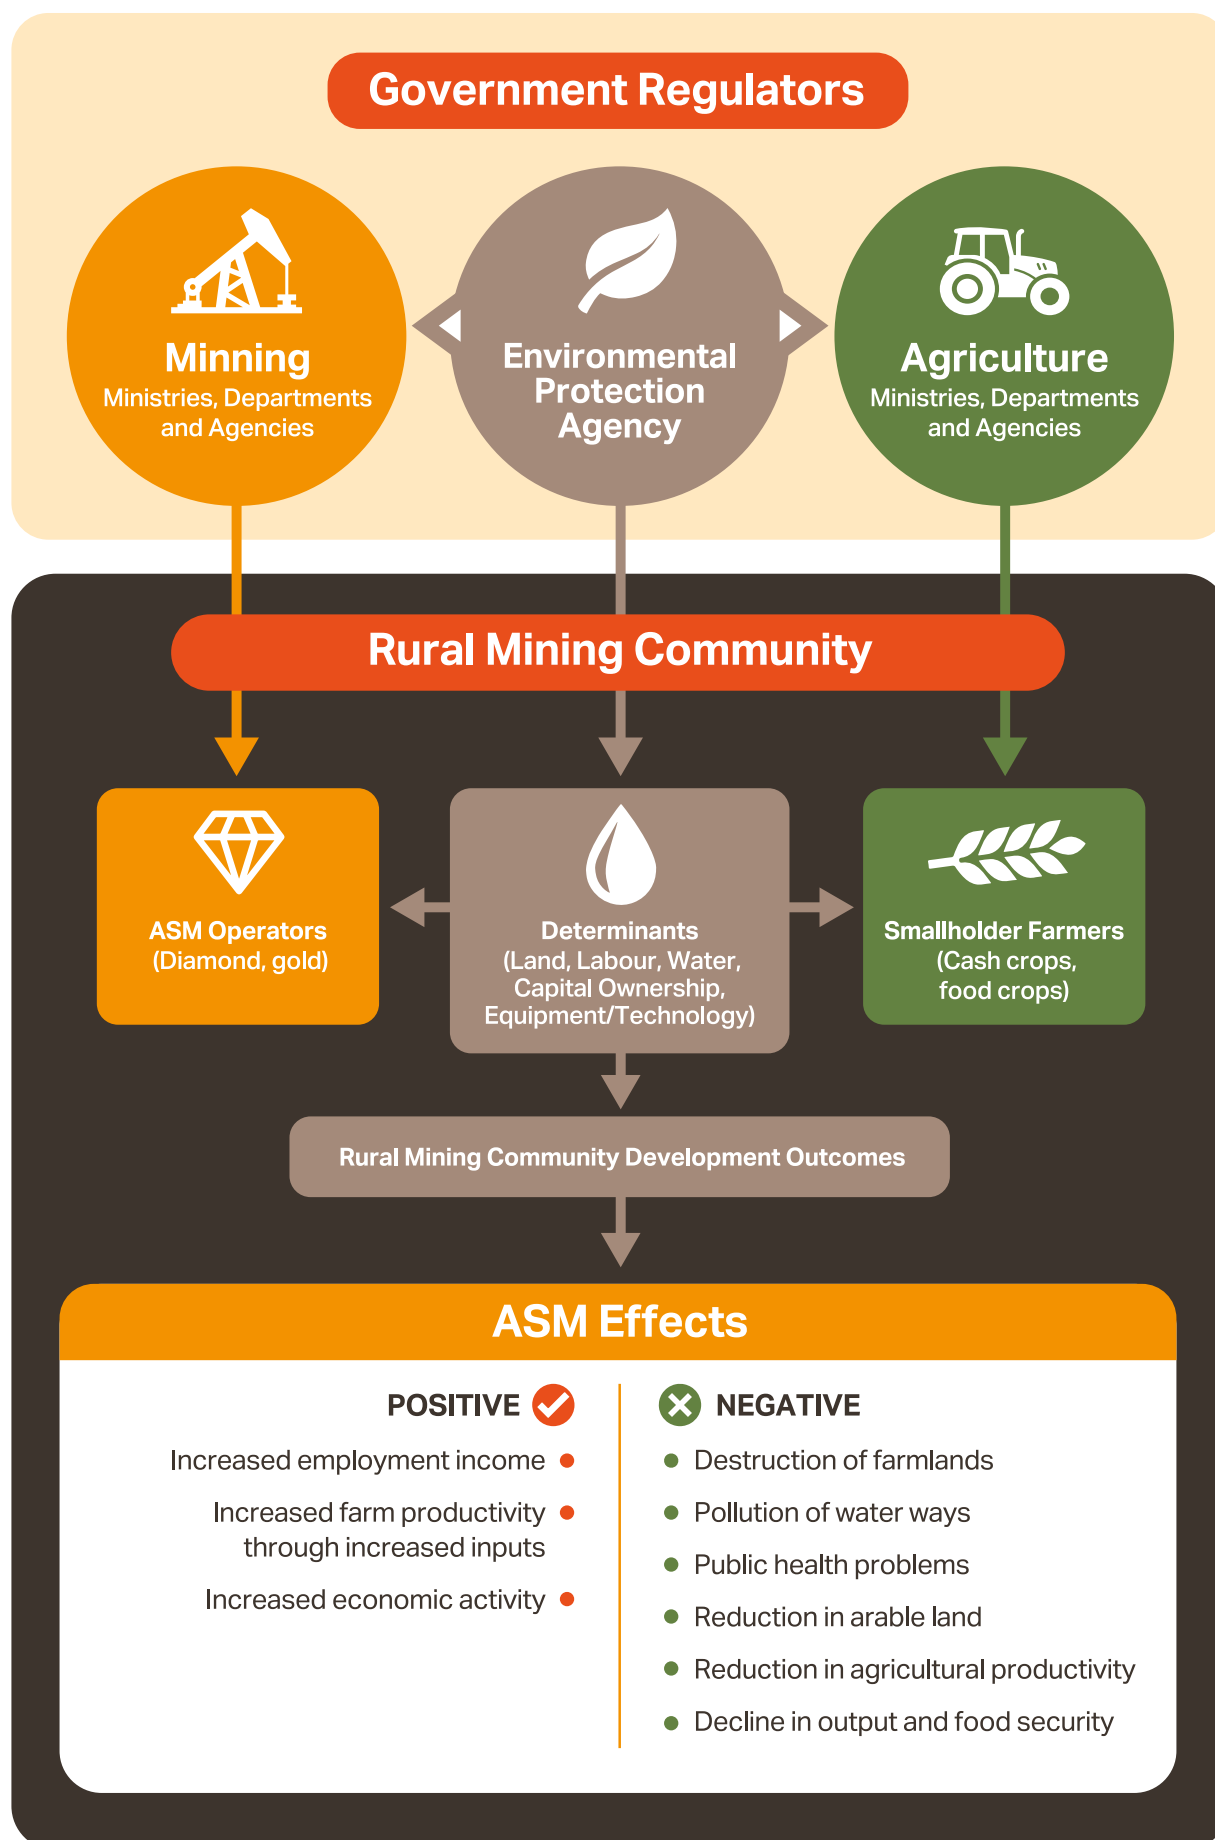 Government Regulators
Minning
Ministries, Departments
and Agencies
Environmental
Protection
Agency
Agriculture
Ministries, Departments
and Agencies
Rural Mining Community
ASM Operators
(Diamond, gold)
Determinants
(Land, Labour, Water,
Capital Ownership,
Equipment/Technology)
Smallholder Farmers
(Cash crops,
food crops)
Rural Mining Community Development Outcomes
ASM Effects
POSITIVE
Increased employment income
Increased farm productivity
through increased inputs
Increased economic activity
NEGATIVE
Destruction of farmlands
Pollution of water ways
Public health problems
Reduction in arable land
Reduction in agricultural productivity
Decline in output and food security